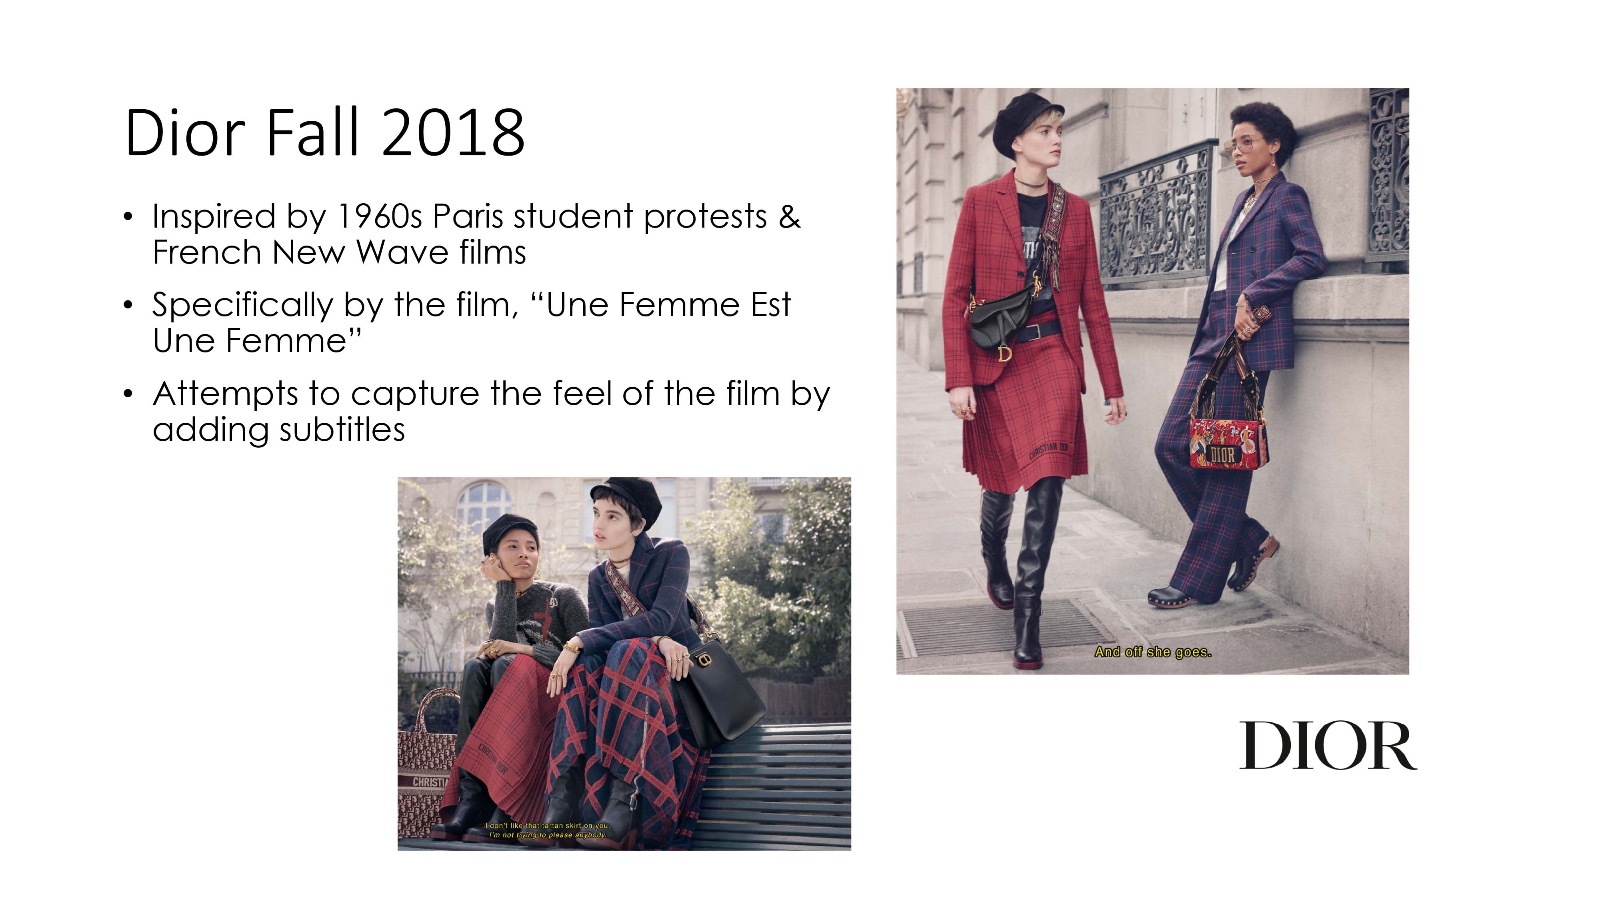 Dior Fall 2018
• Inspired by 1960s Paris student protests &
French New Wave films
• Specifically by the film, “Une Femme Est
Une Femme”
• Attempts to capture the feel of the film by
adding subtitles
CHRISTIAN DIOR
DIOR
And off she goes.
CHRISTIAN DIOR
CHRISTI
I don't like that tartan skirt on you.
I'm not trying to please anybody.
DIOR